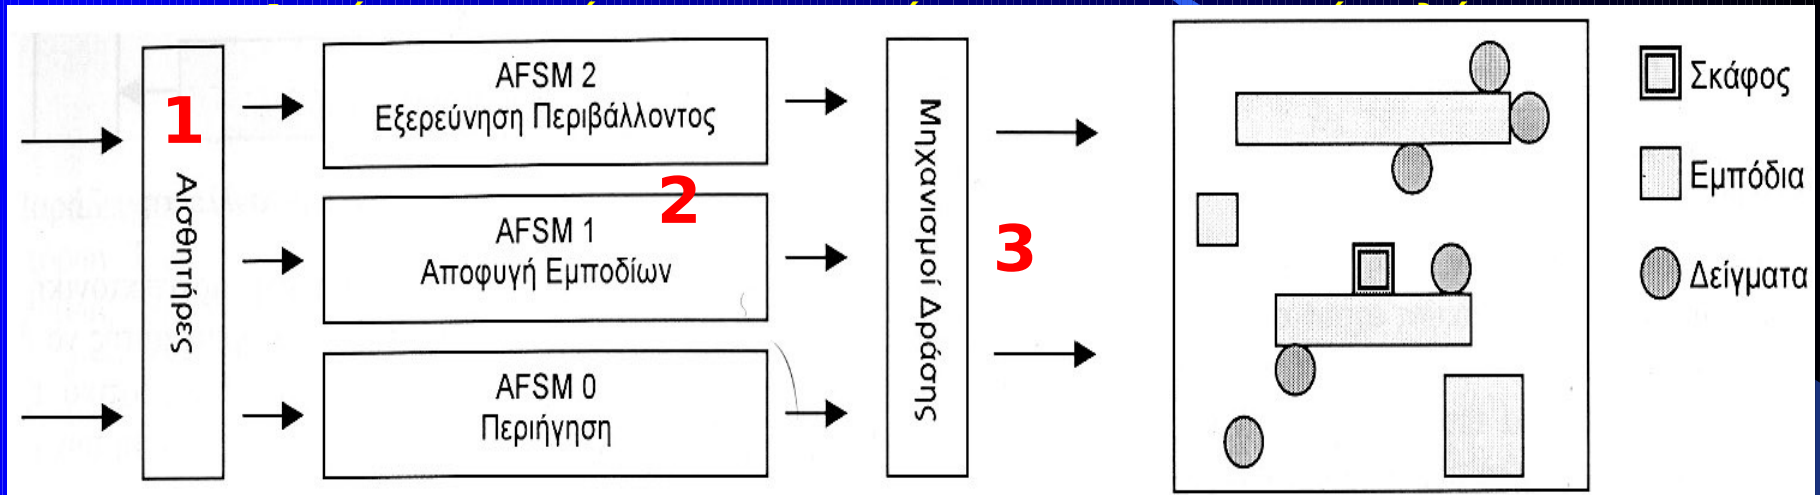 1
Αισθητήρες
AFSM 2
Εξερεύνηση Περιβάλλοντος
2
AFSM 1
Αποφυγή Εμποδίων
AFSM 0
Περιήγηση
Μηχανισμοί Δράσης
3
Σκάφος
Εμπόδια
Δείγματα